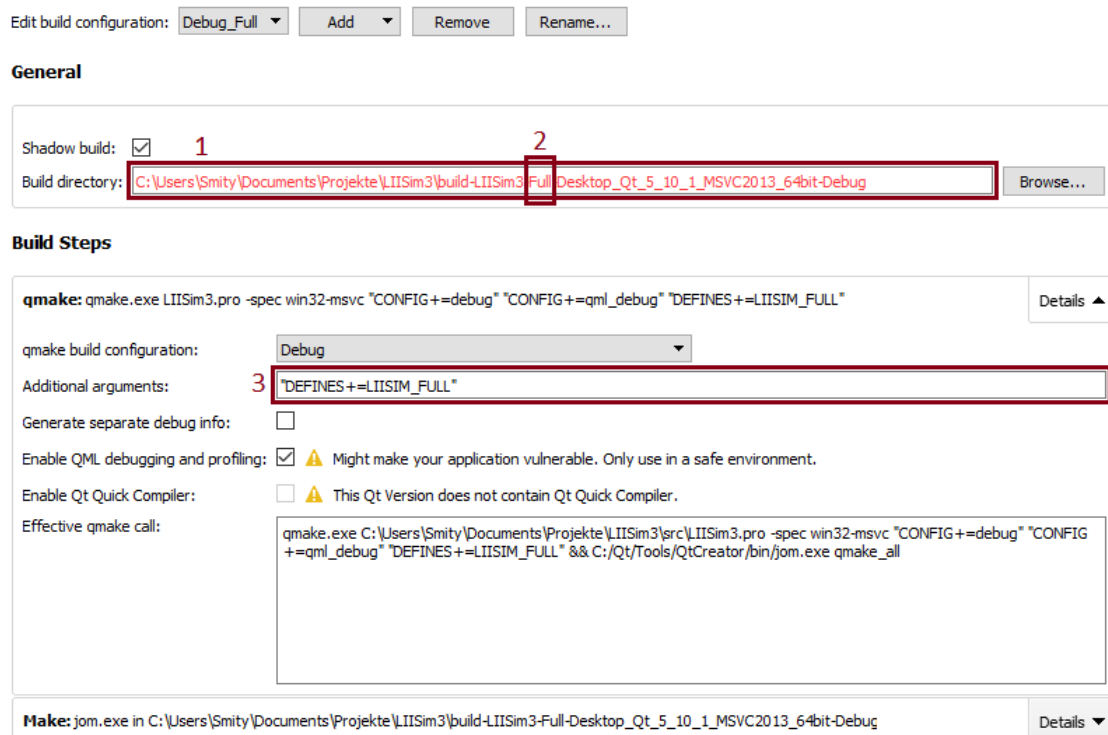 Edit build configuration: Debug_Full Add Remove Rename...
General
1 2
Shadow build:
Build directory: C:\Users\Smity\Documents\Projekte\LIISim3\build-LIISim3-Full-Desktop_Qt_5_10_1_MSVC2013_64bit-Debug Browse...
Build Steps
qmake: qmake.exe LIISim3.pro -spec win32-msvc "CONFIG+=debug" "CONFIG+=qml_debug" "DEFINES+=LIISIM_FULL" Details
qmake build configuration: Debug
Additional arguments: 3 "DEFINES+=LIISIM_FULL"
Generate separate debug info:
Enable QML debugging and profiling: Might make your application vulnerable. Only use in a safe environment.
Enable Qt Quick Compiler: This Qt Version does not contain Qt Quick Compiler.
Effective qmake call: qmake.exe C:\Users\Smity\Documents\Projekte\LIISim3\src\LIISim3.pro -spec win32-msvc "CONFIG+=debug" "CONFIG
+=qml_debug" "DEFINES+=LIISIM_FULL" && C:/Qt/Tools/QtCreator/bin/jom.exe qmake_all
Make: jom.exe in C:\Users\Smity\Documents\Projekte\LIISim3\build-LIISim3-Full-Desktop_Qt_5_10_1_MSVC2013_64bit-Debug Details